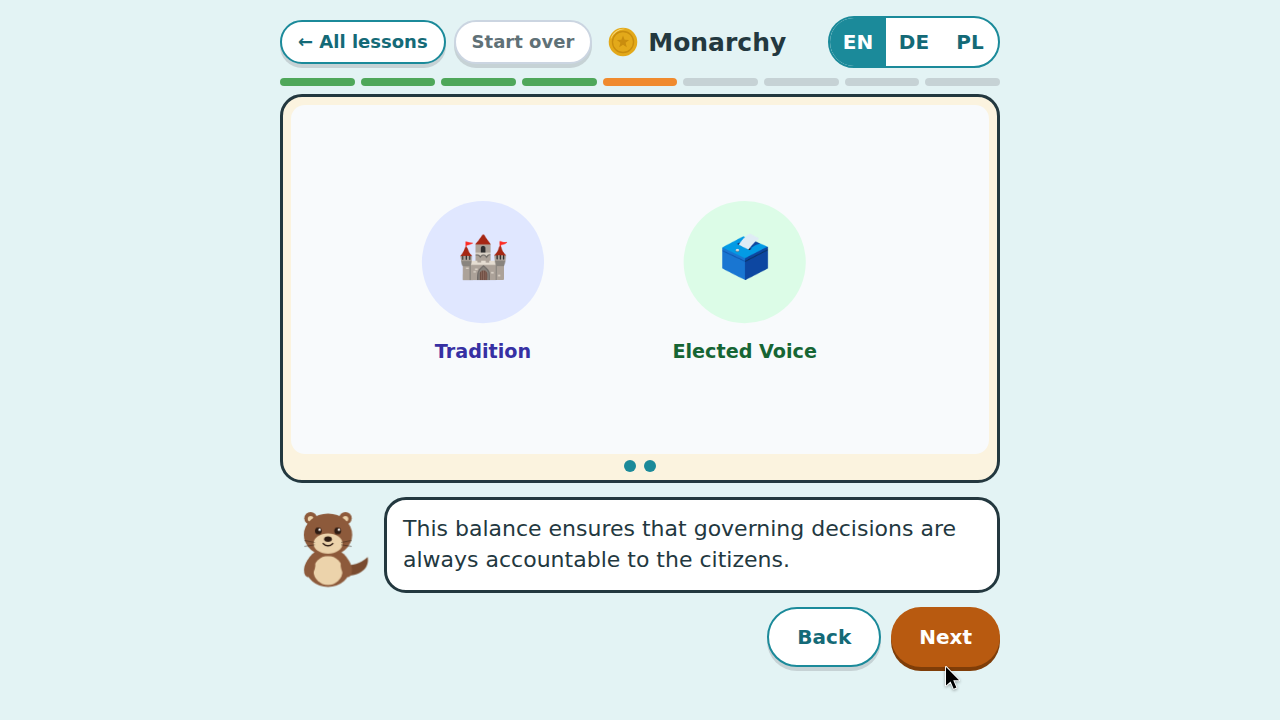 ← All lessons
Start over
Monarchy
EN
DE
PL
Tradition
Elected Voice
This balance ensures that governing decisions are
always accountable to the citizens.
Back
Next